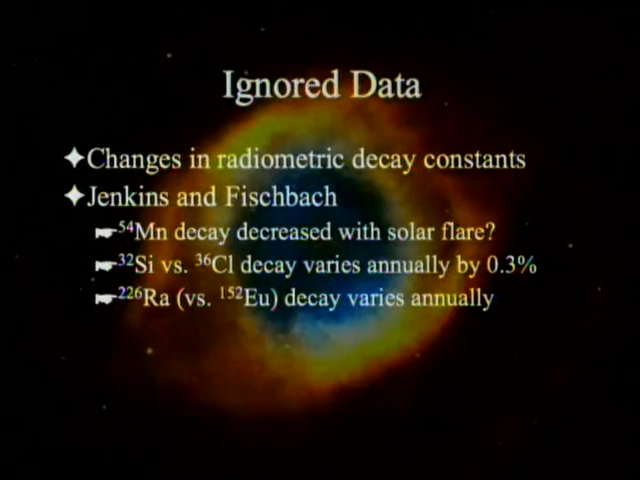 Ignored Data
✦Changes in radiometric decay constants
✦Jenkins and Fischbach
☛⁵⁴Mn decay decreased with solar flare?
☛³²Si vs. ³⁶Cl decay varies annually by 0.3%
☛²²⁶Ra (vs. ¹⁵²Eu) decay varies annually